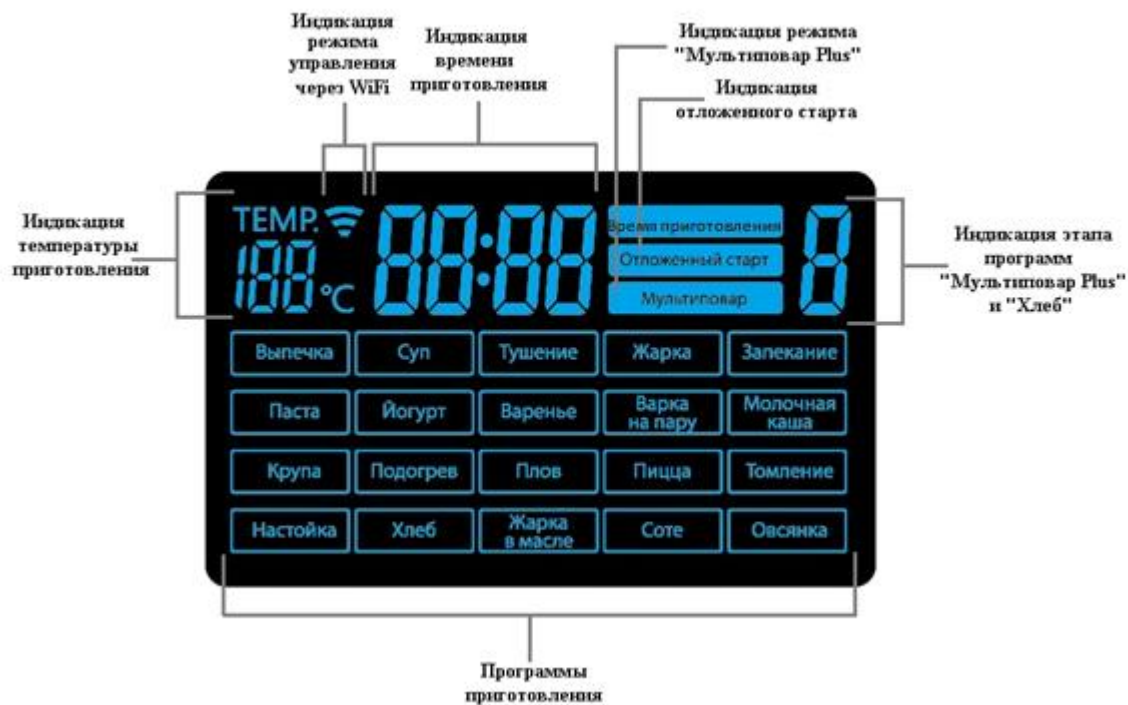 Индикация
режима
управления
через WiFi
Индикация
времени
приготовления
Индикация режима
"Мультиповар Plus"
Индикация
отложенного старта
Индикация
температуры
приготовления
TEMP.
188 °C
88:88
Время приготовления
Отложенный старт
Мультиповар
8
Индикация этапа
программ
"Мультиповар Plus"
и "Хлеб"
Выпечка Суп Тушение Жарка Запекание
Паста Йогурт Варенье Варка на пару Молочная каша
Крупа Подогрев Плов Пицца Томление
Настойка Хлеб Жарка в масле Соте Овсянка
Программы
приготовления